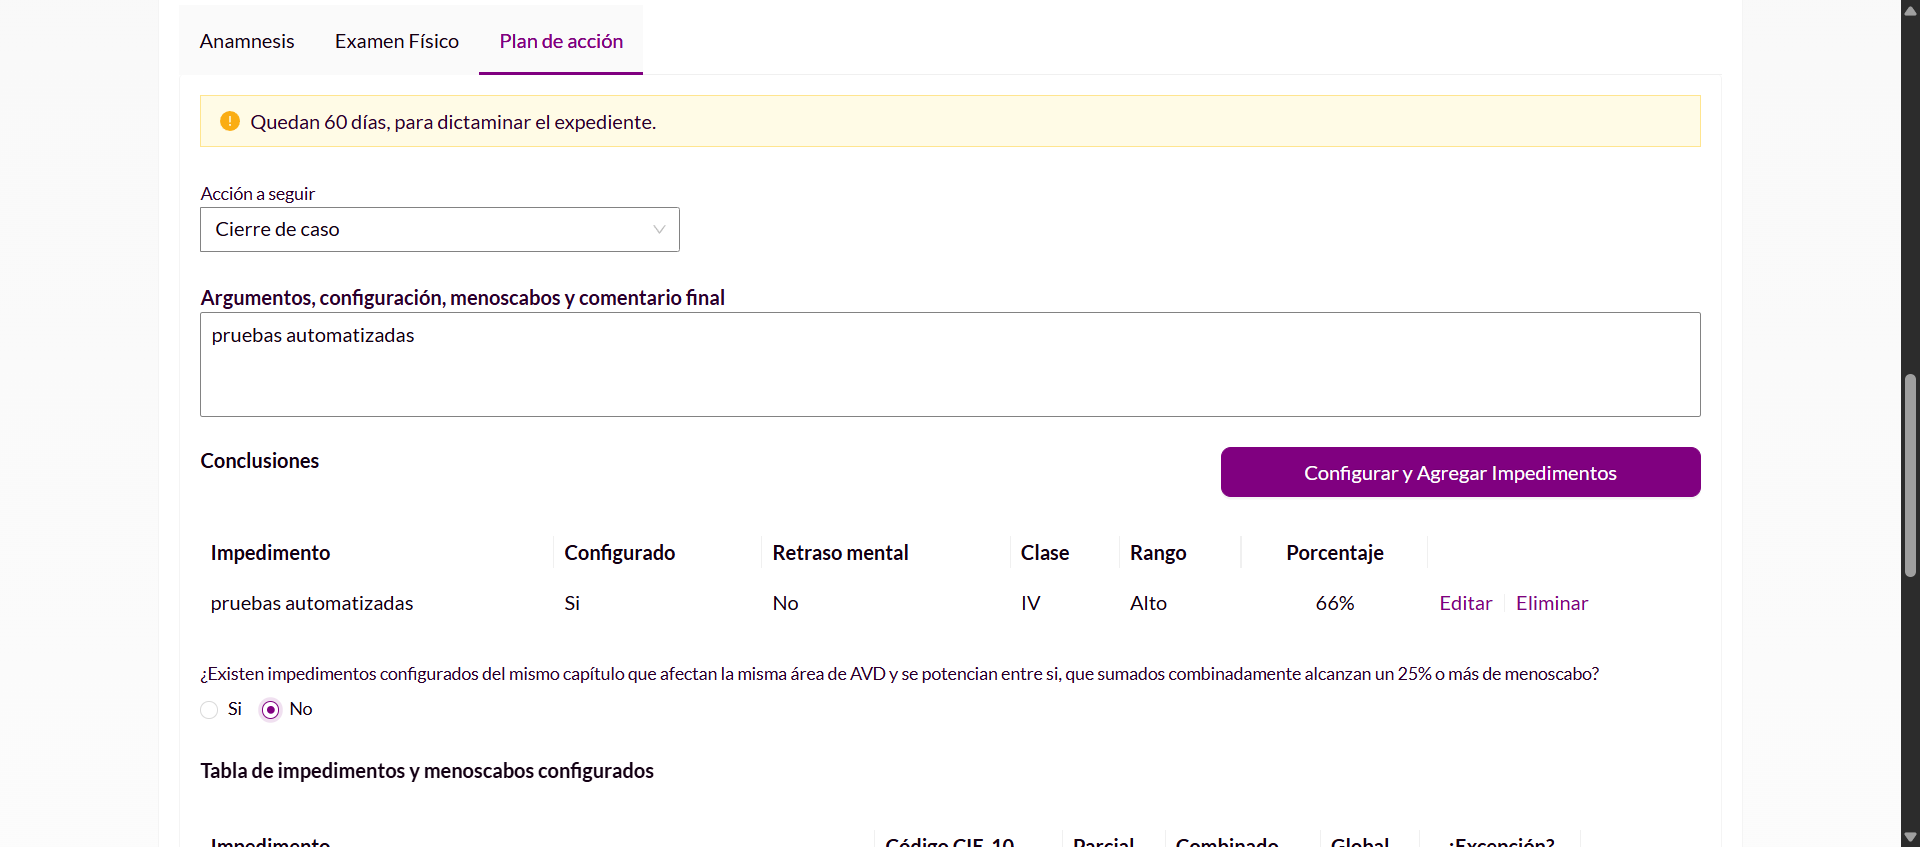 Anamnesis Examen Físico Plan de acción
Quedan 60 días, para dictaminar el expediente.
Acción a seguir
Cierre de caso
Argumentos, configuración, menoscabos y comentario final
pruebas automatizadas
Conclusiones
Configurar y Agregar Impedimentos
Impedimento Configurado Retraso mental Clase Rango Porcentaje
pruebas automatizadas Si No IV Alto 66% Editar Eliminar
¿Existen impedimentos configurados del mismo capítulo que afectan la misma área de AVD y se potencian entre si, que sumados combinadamente alcanzan un 25% o más de menoscabo?
Si No
Tabla de impedimentos y menoscabos configurados
Impedimento Código CIE-10 Parcial Combinado Global ¿Excepción?